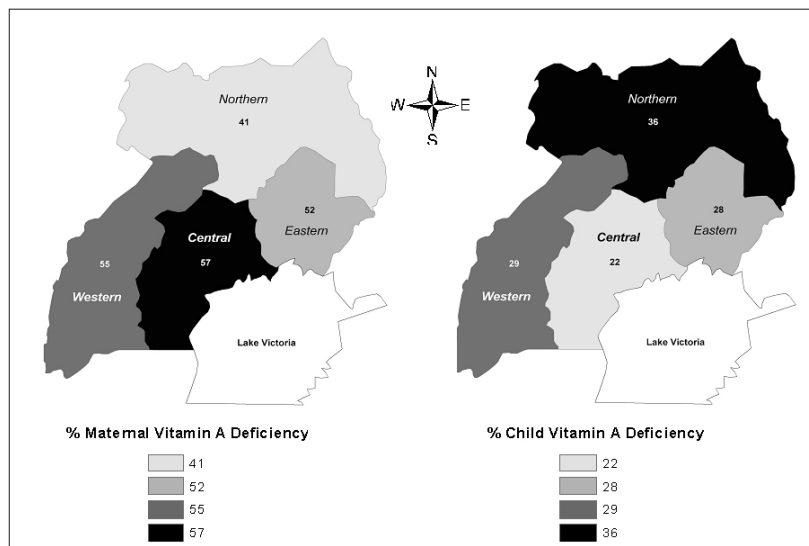 Northern
41
52
Eastern
Central
57
55
Western
Lake Victoria
N
W E
S
Northern
36
28
Eastern
Central
22
29
Western
Lake Victoria
% Maternal Vitamin A Deficiency
41
52
55
57
% Child Vitamin A Deficiency
22
28
29
36